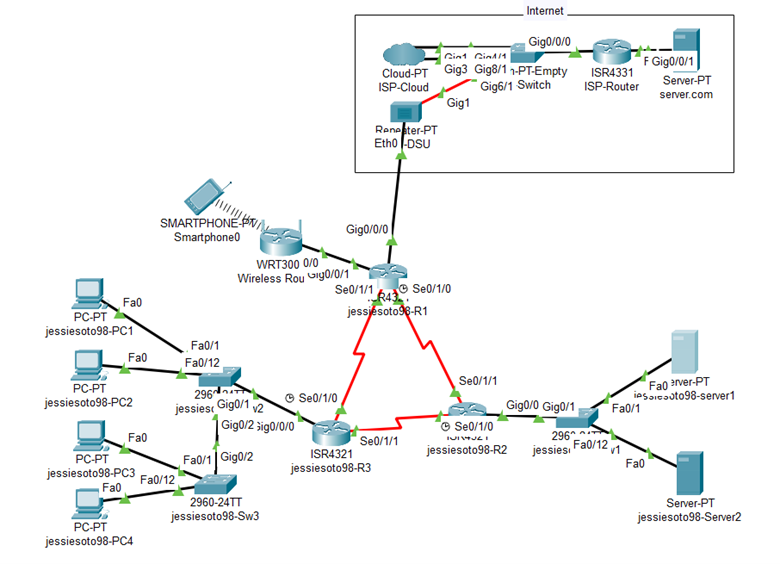 Internet
Gig0/0/0
Gig1
Gig4/1
Cloud-PT
ISP-Cloud
Gig3
Gig8/1
Gig6/1
-PT-Empty
Switch
ISR4331
ISP-Router
Gig0/0/1
Server-PT
server.com
Gig1
Repeater-PT
Eth0
-DSU
SMARTPHONE-PT
Smartphone0
Gig0/0/0
WRT300
Wireless Rou
0/0
Gig0/0/1
Se0/1/1
Se0/1/0
ISR4321
jessiesoto98-R1
Fa0
PC-PT
jessiesoto98-PC1
Fa0/1
Fa0
Fa0/12
PC-PT
jessiesoto98-PC2
2960-24TT
Gig0/1
Gig0/2
Gig0/0/0
Se0/1/0
Se0/1/1
ISR4321
jessiesoto98-R3
Se0/1/1
Se0/1/0
ISR4321
jessiesoto98-R2
Gig0/0
Gig0/1
Fa0
Server-PT
jessiesoto98-server1
Fa0/1
Fa0/12
Fa0
Server-PT
jessiesoto98-Server2
Fa0
PC-PT
jessiesoto98-PC3
Fa0/1
Gig0/2
Fa0
Fa0/12
PC-PT
jessiesoto98-PC4
2960-24TT
jessiesoto98-Sw3